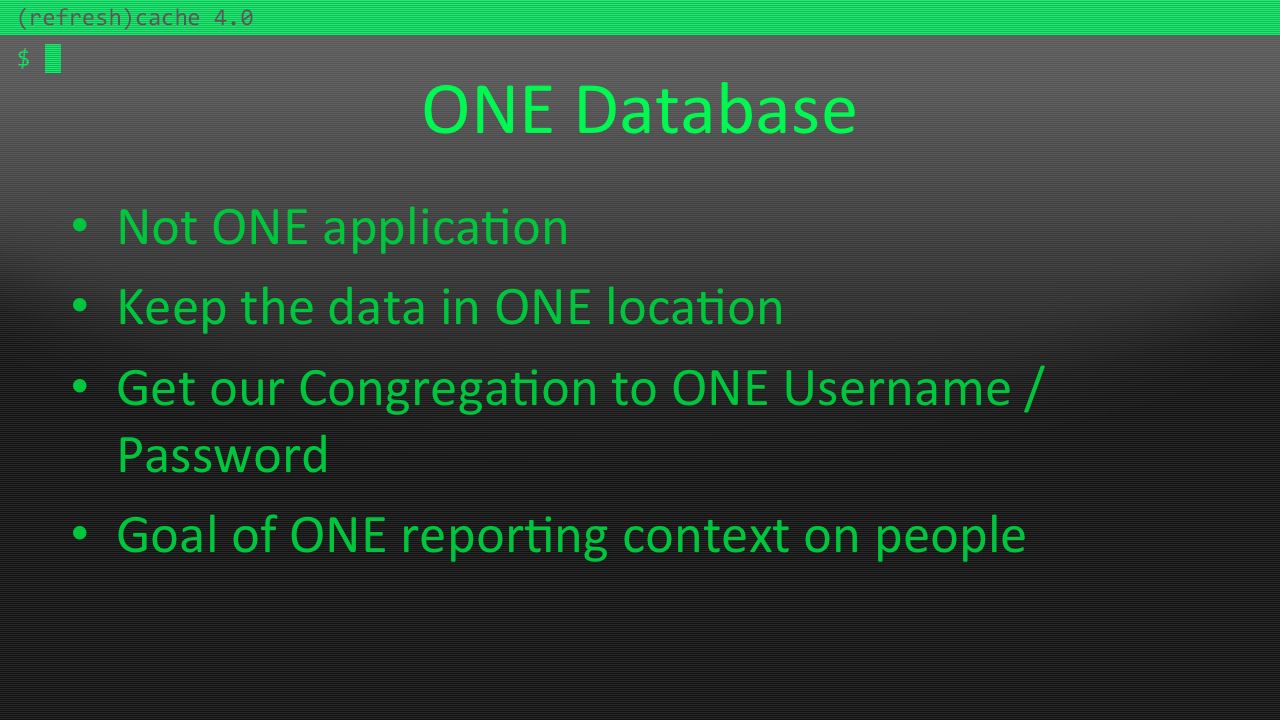 (refresh)cache 4.0
$
ONE Database
• Not ONE application
• Keep the data in ONE location
• Get our Congregation to ONE Username /
Password
• Goal of ONE reporting context on people